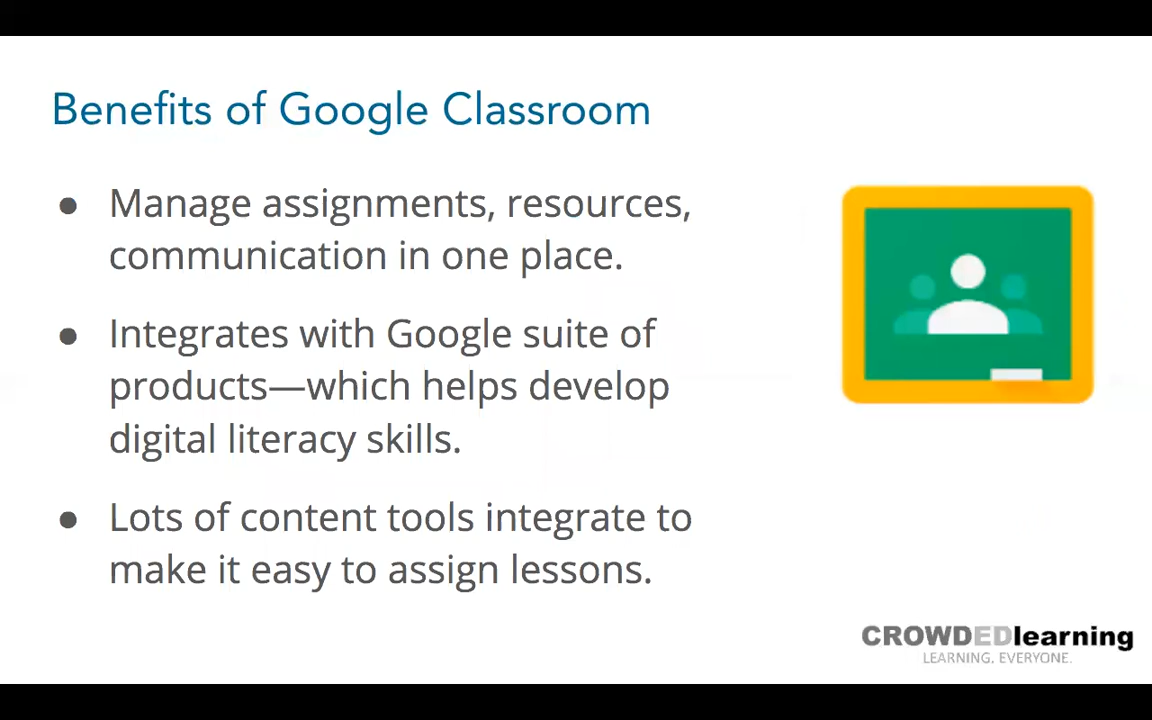 Benefits of Google Classroom
● Manage assignments, resources,
communication in one place.
● Integrates with Google suite of
products—which helps develop
digital literacy skills.
● Lots of content tools integrate to
make it easy to assign lessons.
CROWDEDlearning
LEARNING. EVERYONE.